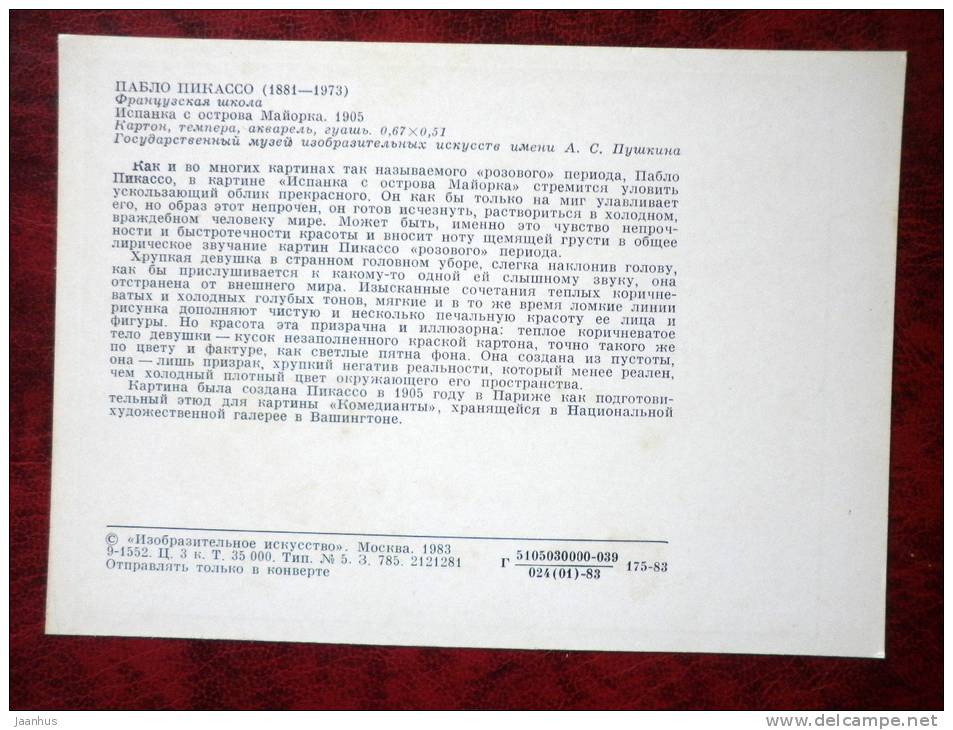 ПАБЛО ПИКАССО (1881—1973)
Французская школа
Испанка с острова Майорка. 1905
Картон, темпера, акварель, гуашь. 0,67×0,51
Государственный музей изобразительных искусств имени А. С. Пушкина
Как и во многих картинах так называемого «розового» периода, Пабло
Пикассо, в картине «Испанка с острова Майорка» стремится уловить
ускользающий облик прекрасного. Он как бы только на миг улавливает
его, но образ этот непрочен, он готов исчезнуть, раствориться в холодном,
враждебном человеку мире. Может быть, именно это чувство непроч-
ности и быстротечности красоты и вносит ноту щемящей грусти в общее
лирическое звучание картин Пикассо «розового» периода.
Хрупкая девушка в странном головном уборе, слегка наклонив голову,
как бы прислушивается к какому-то одной ей слышному звуку, она
отстранена от внешнего мира. Изысканные сочетания теплых коричне-
ватых и холодных голубых тонов, мягкие и в то же время ломкие линии
рисунка дополняют чистую и несколько печальную красоту ее лица и
фигуры. Но красота эта призрачна и иллюзорна: теплое коричневатое
тело девушки — кусок незаполненного краской картона, точно такого же
по цвету и фактуре, как светлые пятна фона. Она создана из пустоты,
она — лишь призрак, хрупкий негатив реальности, который менее реален,
чем холодный плотный цвет окружающего его пространства.
Картина была создана Пикассо в 1905 году в Париже как подготови-
тельный этюд для картины «Комедианты», хранящейся в Национальной
художественной галерее в Вашингтоне.
© «Изобразительное искусство». Москва. 1983
9-1552. Ц. 3 к. Т. 35 000. Тип. № 5. З. 785. 2121281
Отправлять только в конверте
Г 5105030000-039 175-83
024(01)-83
Jaanhus
www.delcampe.net